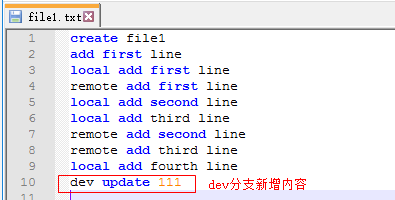 file1.txt
1 create file1
2 add first line
3 local add first line
4 remote add first line
5 local add second line
6 local add third line
7 remote add second line
8 remote add third line
9 local add fourth line
10 dev update 111 dev分支新增内容
11